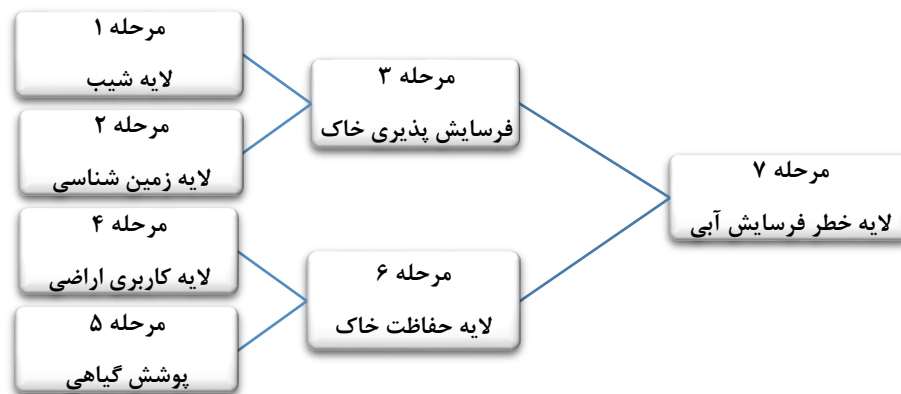 مرحله ۱
لایه شیب
مرحله ۲
لایه زمین شناسی
مرحله ۳
فرسایش پذیری خاک
مرحله ۴
لایه کاربری اراضی
مرحله ۵
پوشش گیاهی
مرحله ۶
لایه حفاظت خاک
مرحله ۷
لایه خطر فرسایش آبی